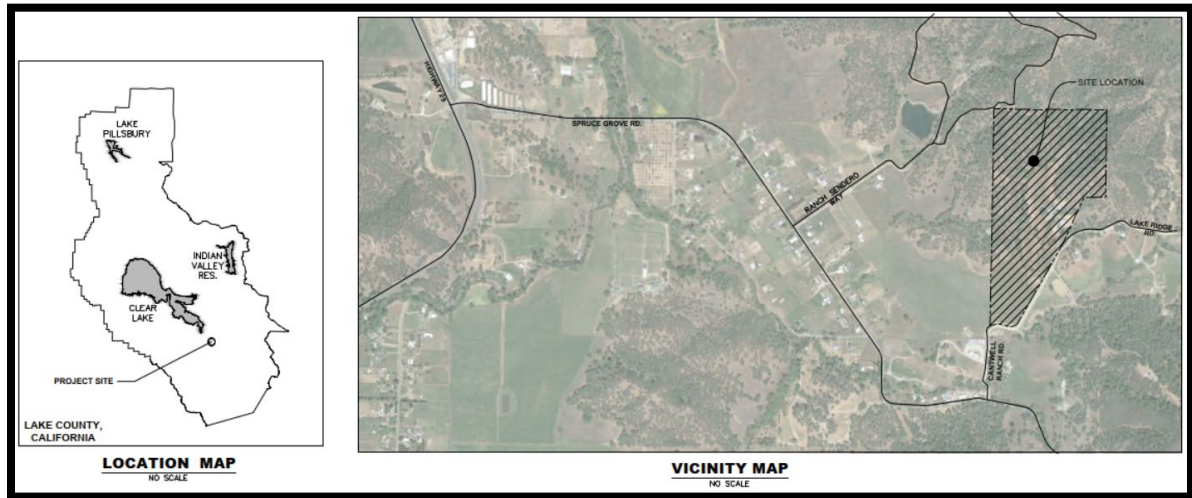 LAKE
PILLSBURY
INDIAN
VALLEY
RES.
CLEAR
LAKE
PROJECT SITE
LAKE COUNTY,
CALIFORNIA
LOCATION MAP
NO SCALE
HIGHWAY 29
SPRUCE GROVE RD.
RANCH SENDERO
WAY
SITE LOCATION
LAKE RIDGE
RD.
CANTWELL
RANCH RD.
VICINITY MAP
NO SCALE